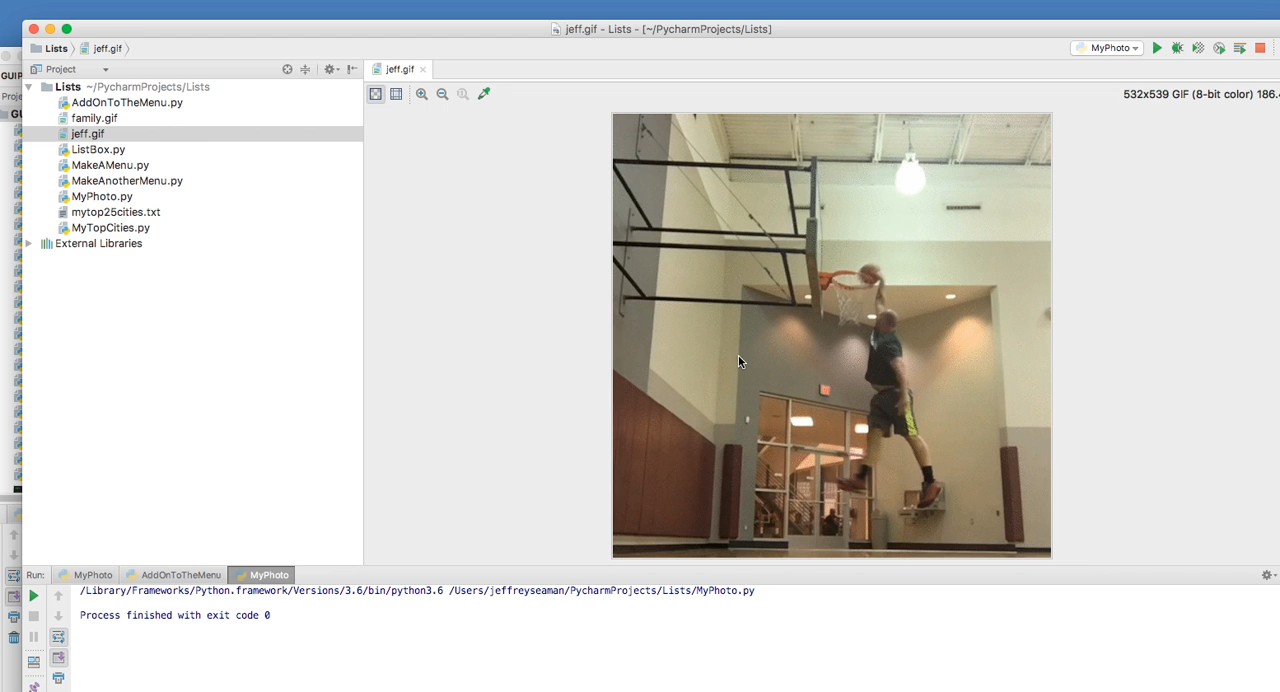 jeff.gif - Lists - [~/PycharmProjects/Lists]
GUIP
Lists jeff.gif
MyPhoto
Project
jeff.gif
Proje
Lists ~/PycharmProjects/Lists
532x539 GIF (8-bit color) 186.
AddOnToTheMenu.py
GU
family.gif
jeff.gif
ListBox.py
MakeAMenu.py
MakeAnotherMenu.py
MyPhoto.py
mytop25cities.txt
MyTopCities.py
External Libraries
Run: MyPhoto AddOnToTheMenu MyPhoto
/Library/Frameworks/Python.framework/Versions/3.6/bin/python3.6 /Users/jeffreyseaman/PycharmProjects/Lists/MyPhoto.py
Process finished with exit code 0